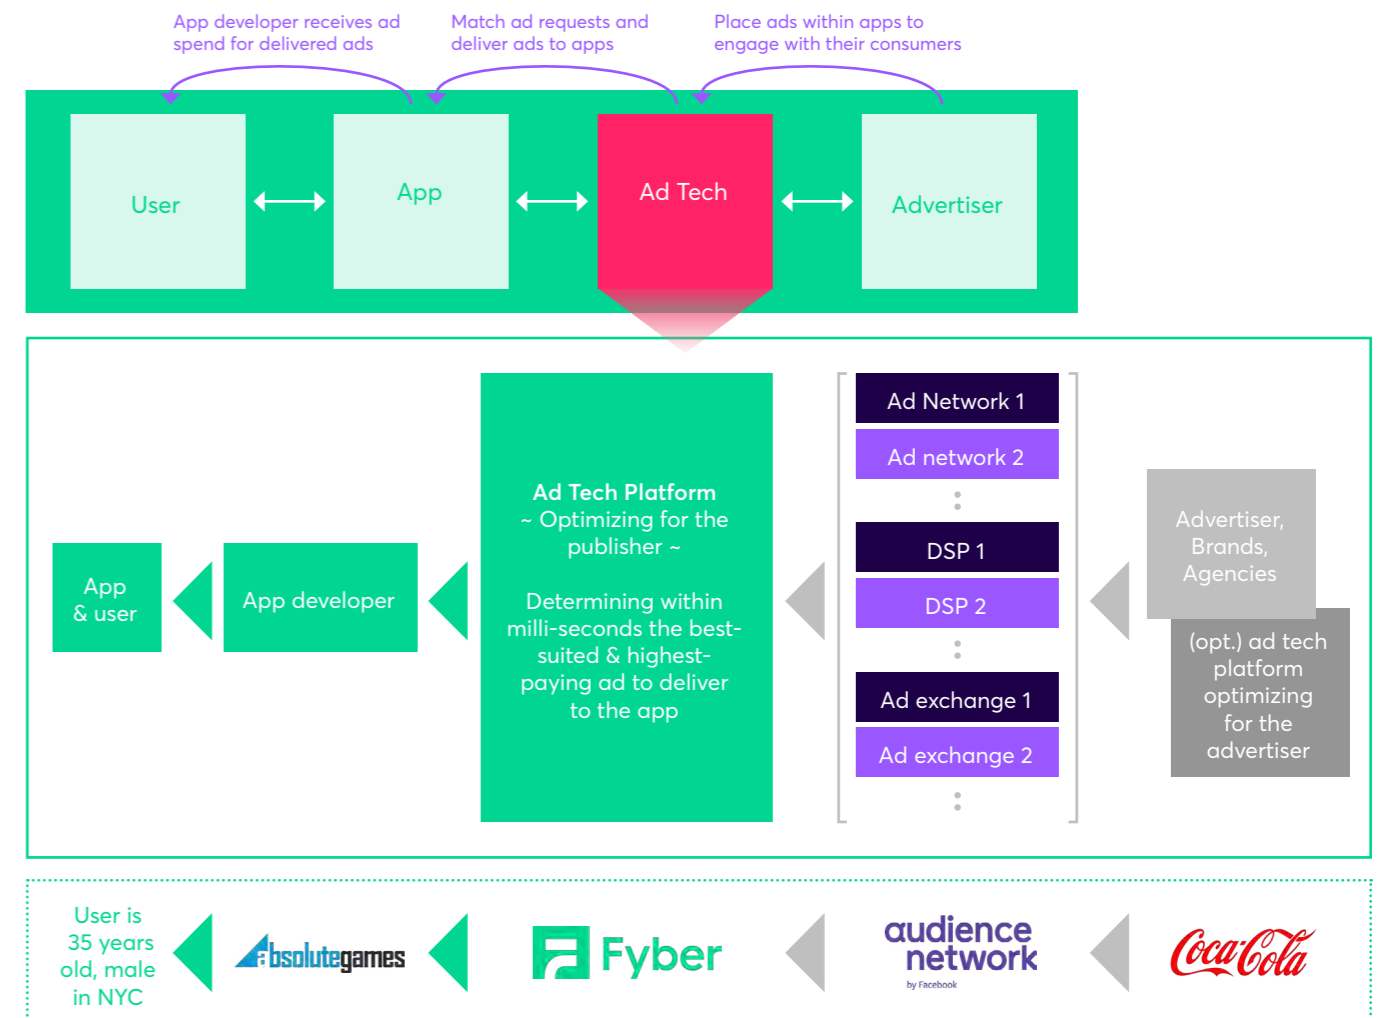 App developer receives ad
spend for delivered ads
Match ad requests and
deliver ads to apps
Place ads within apps to
engage with their consumers
User
App
Ad Tech
Advertiser
Ad Tech Platform
~ Optimizing for the
publisher ~
Determining within
milli-seconds the best-
suited & highest-
paying ad to deliver
to the app
App
& user
App developer
Ad Network 1
Ad network 2
:
DSP 1
DSP 2
:
Ad exchange 1
Ad exchange 2
:
Advertiser,
Brands,
Agencies
(opt.) ad tech
platform
optimizing
for the
advertiser
User is
35 years
old, male
in NYC
absolutegames
Fyber
audience
network
by Facebook
Coca-Cola